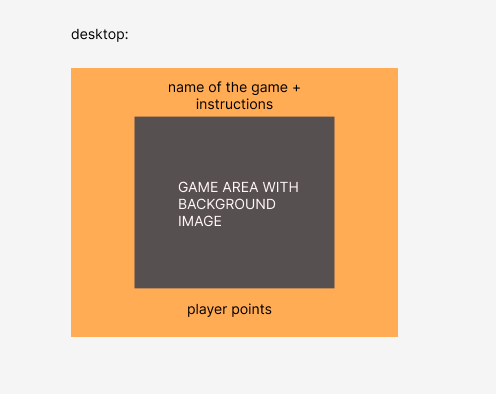 desktop:
name of the game +
instructions
GAME AREA WITH
BACKGROUND
IMAGE
player points